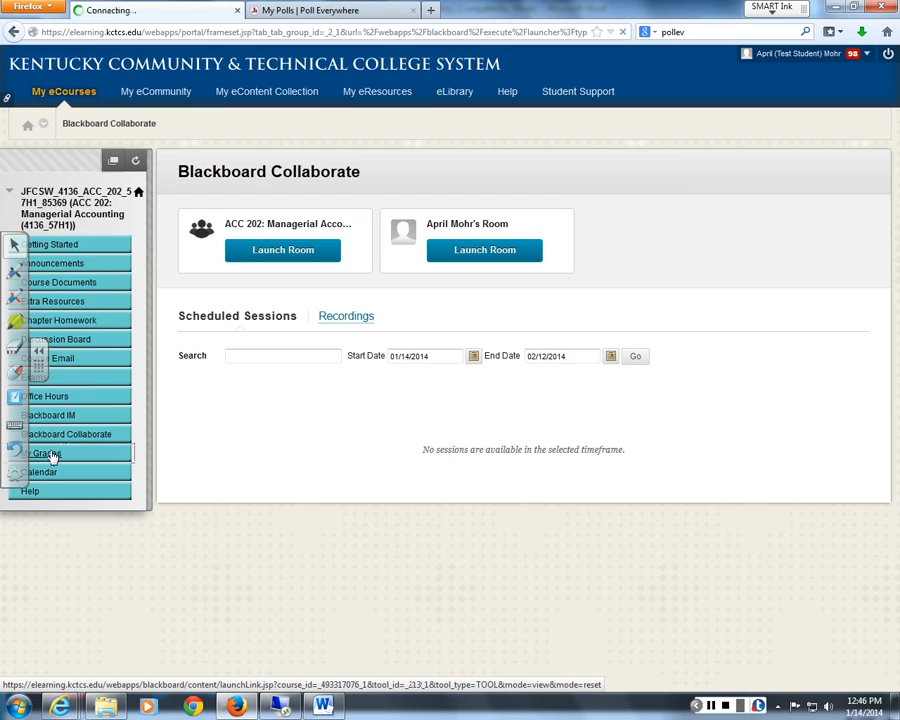 Firefox
Connecting...
My Polls | Poll Everywhere
SMART Ink
https://elearning.kctcs.edu/webapps/portal/frameset.jsp?tab_tab_group_id=_2_1&url=%2Fwebapps%2Fblackboard%2Fexecute%2Flauncher%3Ftyp
pollev
KENTUCKY COMMUNITY & TECHNICAL COLLEGE SYSTEM
April (Test Student) Mohr 98
My eCourses
My eCommunity
My eContent Collection
My eResources
eLibrary
Help
Student Support
Blackboard Collaborate
JFCSW_4136_ACC_202_5
7H1_85369 (ACC 202:
Managerial Accounting
(4136_57H1))
Getting Started
Announcements
Course Documents
Extra Resources
Chapter Homework
Discussion Board
Course Email
Office Hours
Blackboard IM
Blackboard Collaborate
My Grades
Calendar
Help
Blackboard Collaborate
ACC 202: Managerial Acco...
Launch Room
April Mohr's Room
Launch Room
Scheduled Sessions
Recordings
Search
Start Date 01/14/2014
End Date 02/12/2014
Go
No sessions are available in the selected timeframe.
https://elearning.kctcs.edu/webapps/blackboard/content/launchLink.jsp?course_id=_493317076_1&tool_id=_213_1&tool_type=TOOL&mode=view&mode=reset
12:46 PM
1/14/2014